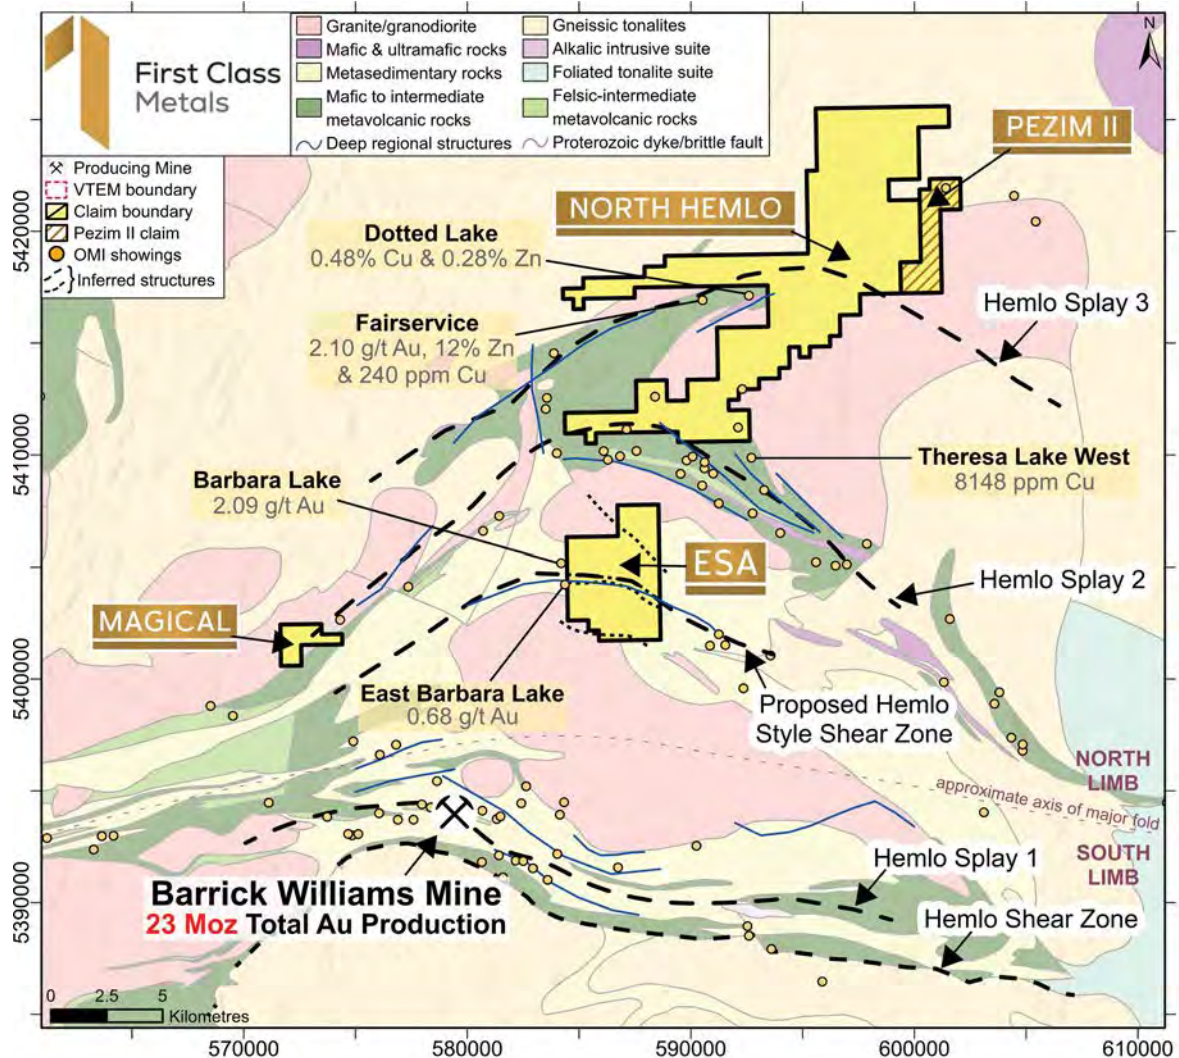 First Class
Metals
Granite/granodiorite
Mafic & ultramafic rocks
Metasedimentary rocks
Mafic to intermediate
metavolcanic rocks
Deep regional structures
Gneissic tonalites
Alkalic intrusive suite
Foliated tonalite suite
Felsic-intermediate
metavolcanic rocks
Proterozoic dyke/brittle fault
N
Producing Mine
VTEM boundary
Claim boundary
Pezim II claim
OMI showings
Inferred structures
PEZIM II
NORTH HEMLO
Dotted Lake
0.48% Cu & 0.28% Zn
Fairservice
2.10 g/t Au, 12% Zn
& 240 ppm Cu
Hemlo Splay 3
Barbara Lake
2.09 g/t Au
Theresa Lake West
8148 ppm Cu
ESA
Hemlo Splay 2
MAGICAL
East Barbara Lake
0.68 g/t Au
Proposed Hemlo
Style Shear Zone
NORTH
LIMB
approximate axis of major fold
SOUTH
LIMB
Hemlo Splay 1
Hemlo Shear Zone
Barrick Williams Mine
23 Moz Total Au Production
0 2.5 5
Kilometres
5420000
5410000
5400000
5390000
570000 580000 590000 600000 610000